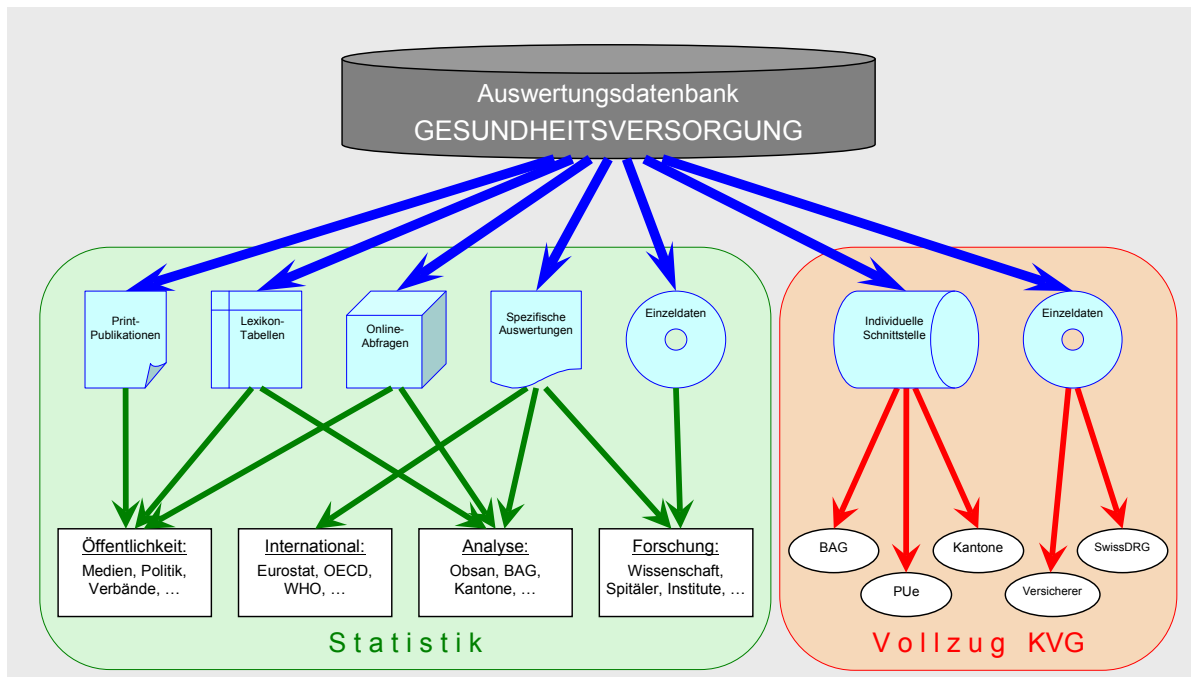 Auswertungsdatenbank
GESUNDHEITSVERSORGUNG
Print-
Publikationen
Lexikon-
Tabellen
Online-
Abfragen
Spezifische
Auswertungen
Einzeldaten
Individuelle
Schnittstelle
Einzeldaten
Öffentlichkeit:
Medien, Politik,
Verbände, …
International:
Eurostat, OECD,
WHO, …
Analyse:
Obsan, BAG,
Kantone, …
Forschung:
Wissenschaft,
Spitäler, Institute, …
BAG
PUe
Kantone
Versicherer
SwissDRG
Statistik
Vollzug KVG